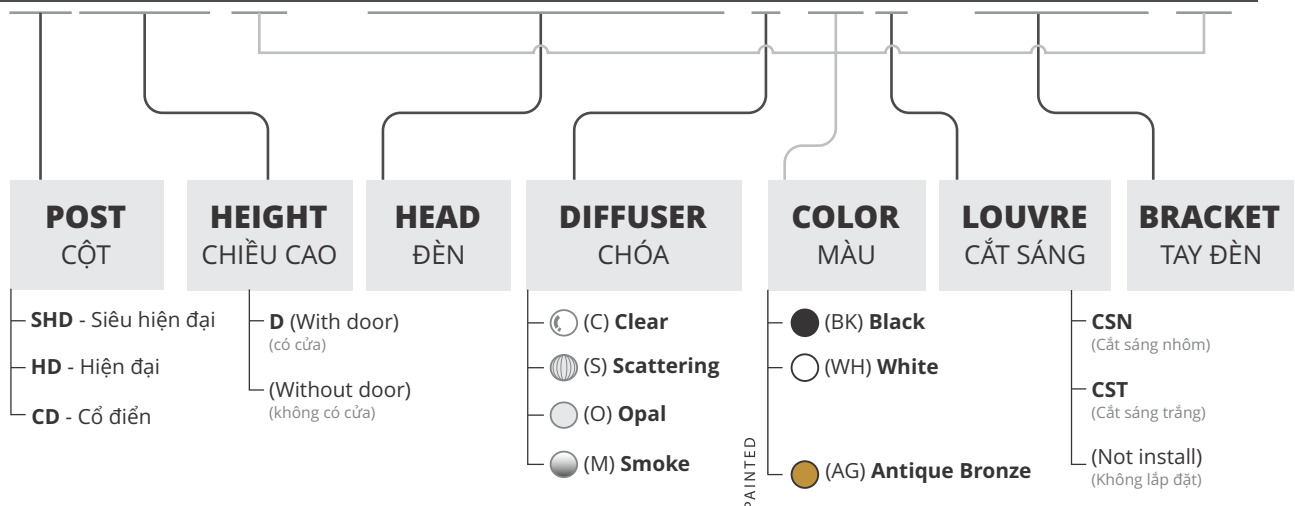 POST
CỘT
HEIGHT
CHIỀU CAO
HEAD
ĐÈN
DIFFUSER
CHÓA
COLOR
MÀU
LOUVRE
CẮT SÁNG
BRACKET
TAY ĐÈN
SHD - Siêu hiện đại
HD - Hiện đại
CD - Cổ điển
D (With door)
(có cửa)
(Without door)
(không có cửa)
(C) Clear
(S) Scattering
(O) Opal
(M) Smoke
PAINTED
(BK) Black
(WH) White
(AG) Antique Bronze
CSN
(Cắt sáng nhôm)
CST
(Cắt sáng trắng)
(Not install)
(Không lắp đặt)